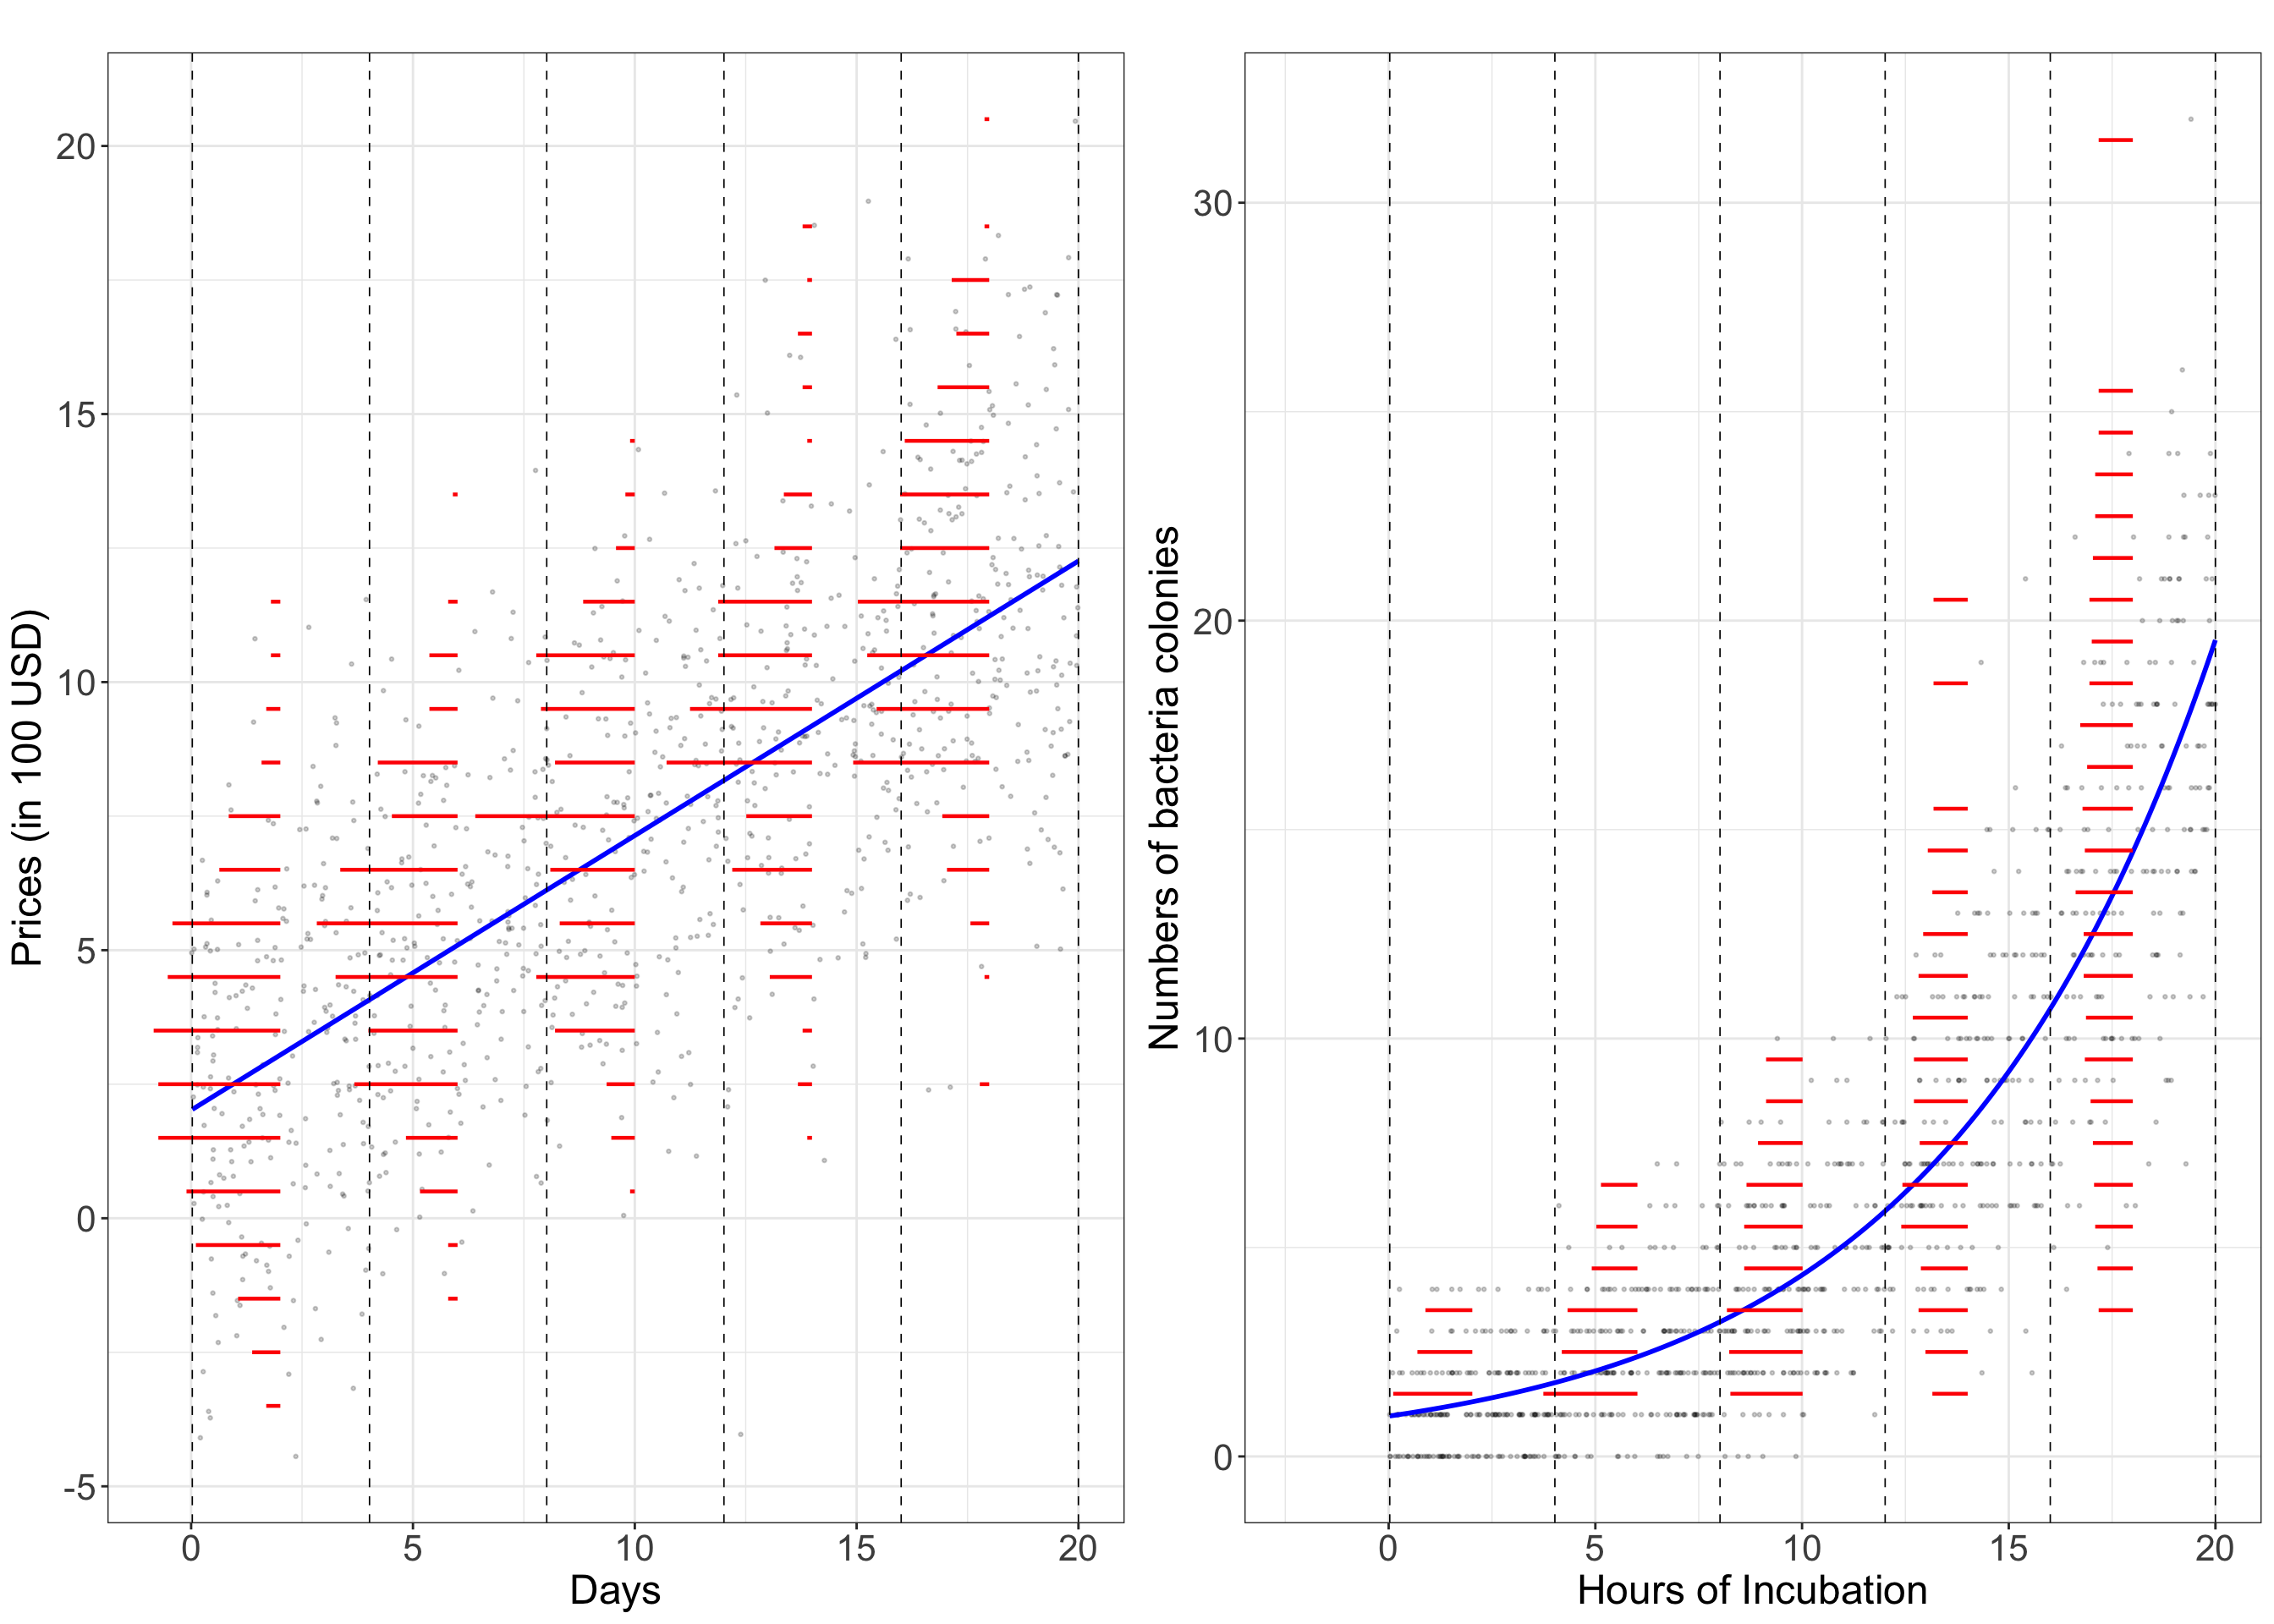 Prices (in 100 USD)
20
15
10
5
0
-5
0 5 10 15 20
Days
Numbers of bacteria colonies
30
20
10
0
0 5 10 15 20
Hours of Incubation